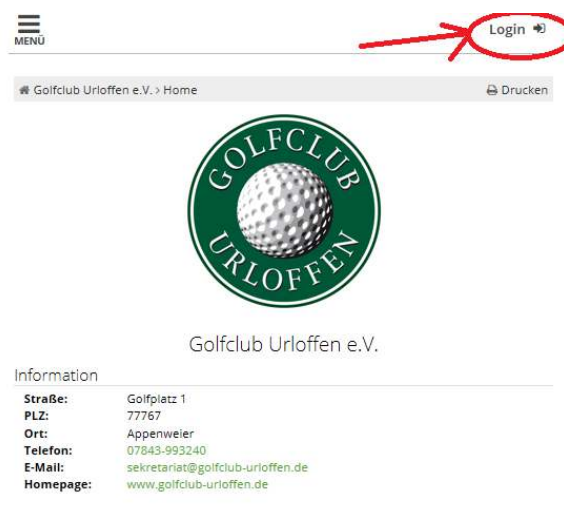 MENÜ
Login
Golfclub Urloffen e.V. > Home
Drucken
GOLFCLUB
URLOFFEN
Golfclub Urloffen e.V.
Information
Straße: Golfplatz 1
PLZ: 77767
Ort: Appenweier
Telefon: 07843-993240
E-Mail: sekretariat@golfclub-urloffen.de
Homepage: www.golfclub-urloffen.de